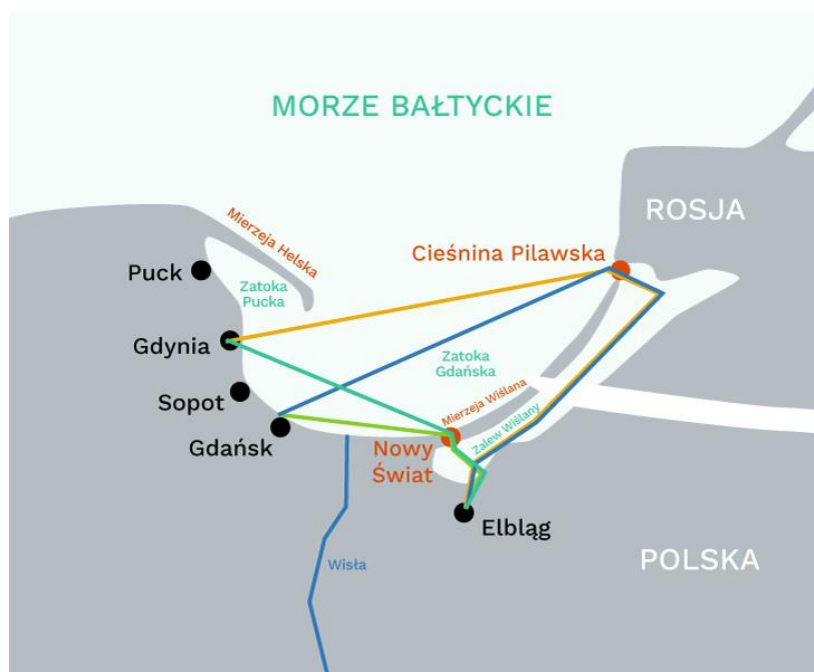 MORZE BAŁTYCKIE
Mierzeja Helska
ROSJA
Cieśnina Pilawska
Puck
Zatoka
Pucka
Gdynia
Zatoka
Gdańska
Sopot
Mierzeja Wiślana
Gdańsk
Zalew Wiślany
Nowy
Świat
Elbląg
POLSKA
Wisła